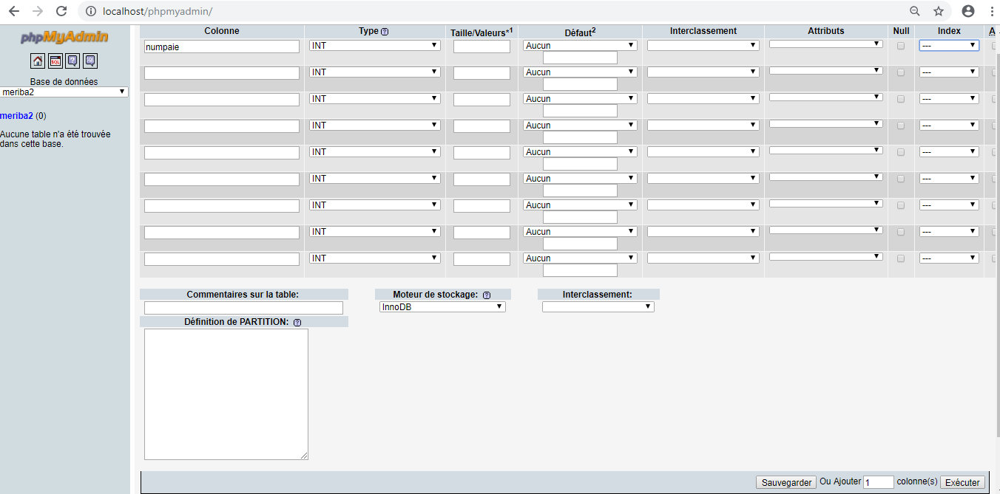 localhost/phpmyadmin/
phpMyAdmin
Base de données
meriba2
meriba2 (0)
Aucune table n'a été trouvée
dans cette base.
Colonne Type Taille/Valeurs*1 Défaut2 Interclassement Attributs Null Index A
numpaie INT Aucun ---
INT Aucun ---
INT Aucun ---
INT Aucun ---
INT Aucun ---
INT Aucun ---
INT Aucun ---
INT Aucun ---
INT Aucun ---
Commentaires sur la table: Moteur de stockage: Interclassement:
InnoDB
Définition de PARTITION:
Sauvegarder Ou Ajouter 1 colonne(s) Exécuter